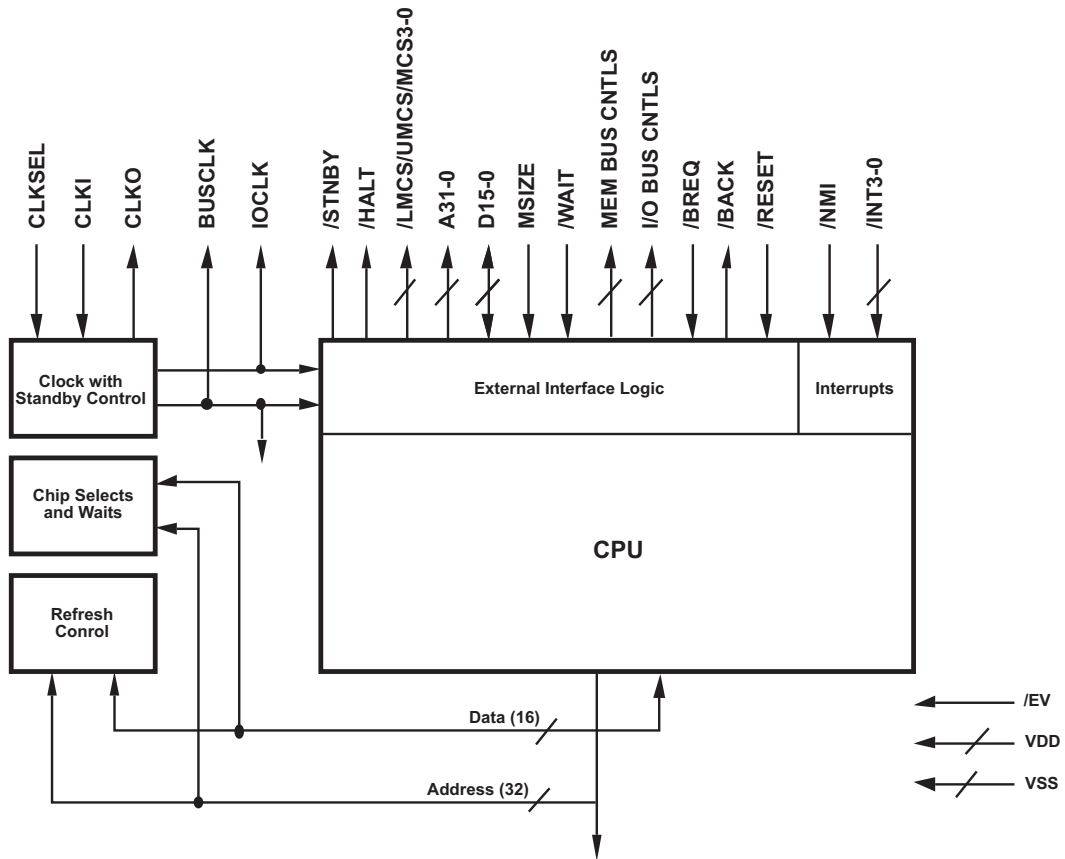 CLKSEL
CLKI
CLKO
BUSCLK
IOCLK
/STNBY
/HALT
/LMCS/UMCS/MCS3-0
A31-0
D15-0
MSIZE
/WAIT
MEM BUS CNTLS
I/O BUS CNTLS
/BREQ
/BACK
/RESET
/NMI
/INT3-0
Clock with
Standby Control
External Interface Logic
Interrupts
Chip Selects
and Waits
CPU
Refresh
Conrol
Data (16)
Address (32)
/EV
VDD
VSS